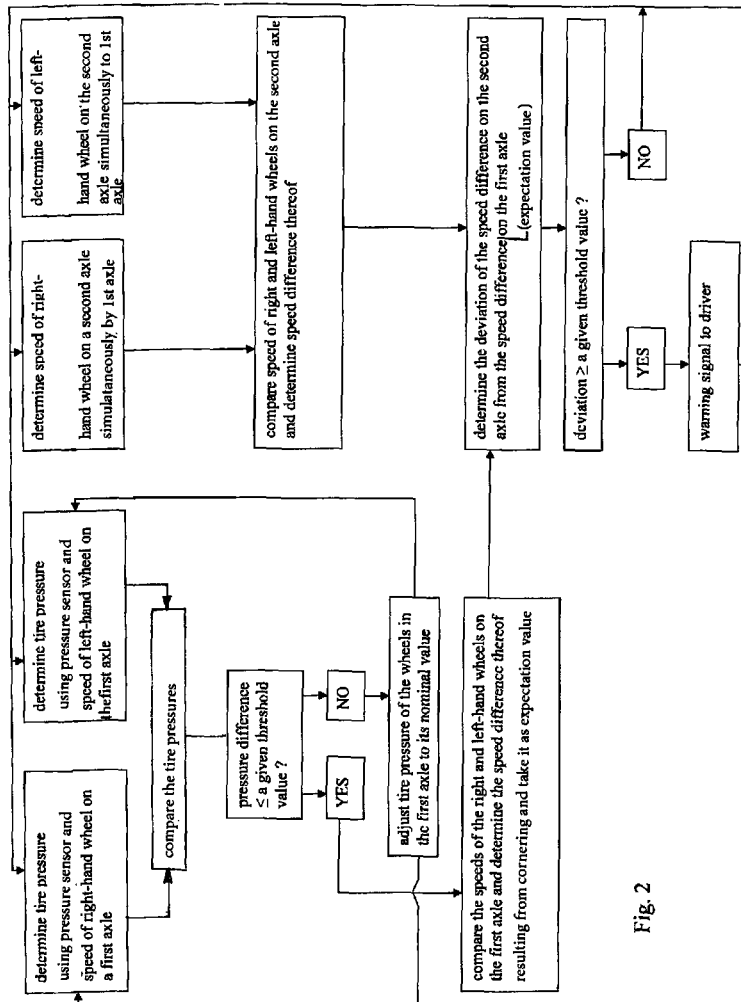 determine tire pressure
using pressure sensor and
speed of right-hand wheel on
a first axle
determine tire pressure
using pressure sensor and
speed of left-hand wheel on
thefirst axle
determine speed of right-
hand wheel on a second axle
simulataneously by 1st axle
determine sneed of left-
hand wheel on the second
axle simultaneously to 1st
axle
compare the tire pressures
compare speed of right and left-hand wheels on the second axle
and determine speed difference thereof
pressure difference
≤ a given threshold
value ?
YES
NO
adjust tire pressure of the wheels in
the first axle to its nominal value
compare the speeds of the right and left-hand wheels on
the first axle and determine the speed difference thereof
resulting from cornering and take it as expectation value
determine the deviation of the speed difference on the second
axle from the speed difference on the first axle
(expectation value)
deviation ≥ a given threshold value ?
YES
NO
warning signal to driver
Fig. 2